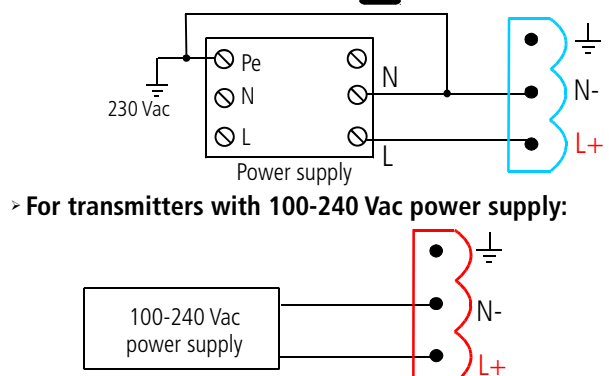 Pe
N
N
N-
230 Vac
L
L
L+
Power supply
➢ For transmitters with 100-240 Vac power supply:
100-240 Vac
power supply
N-
L+